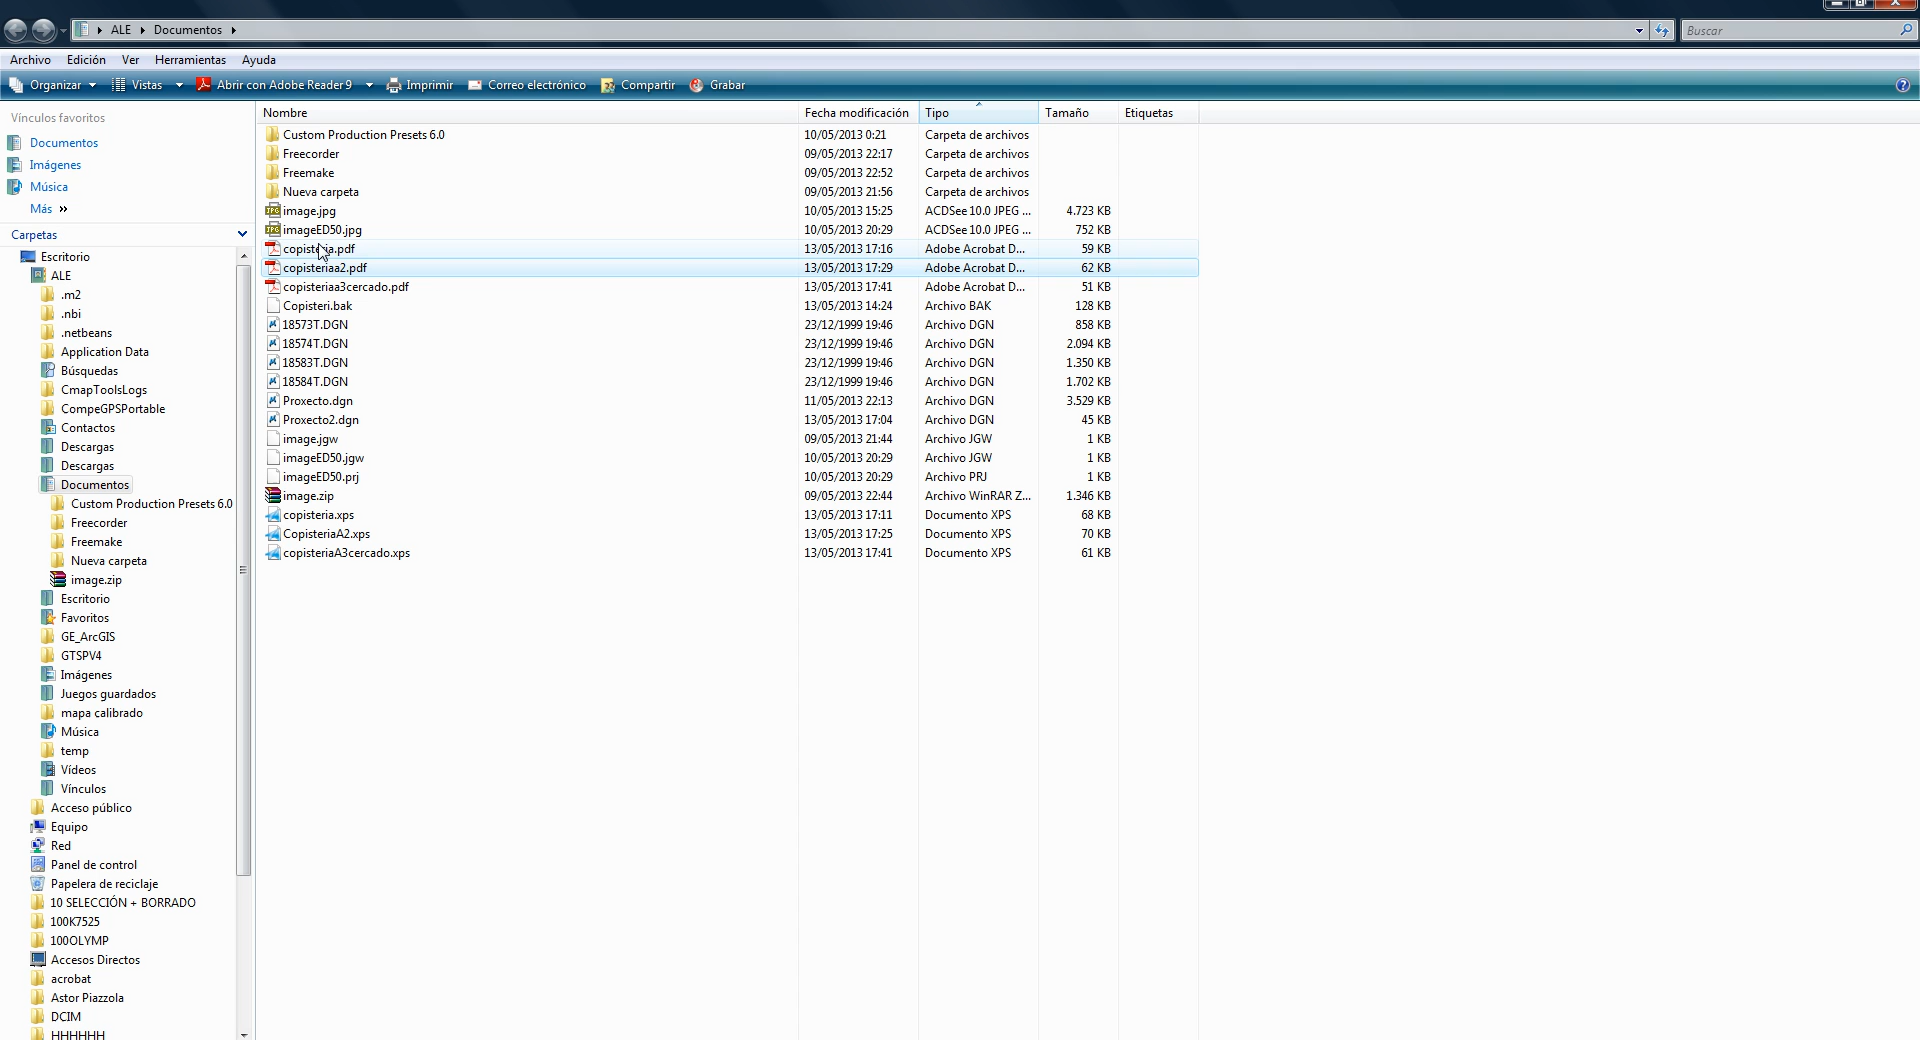 ALE Documentos
Buscar
Archivo Edición Ver Herramientas Ayuda
Organizar Vistas Abrir con Adobe Reader 9 Imprimir Correo electrónico Compartir Grabar
Vínculos favoritos
Documentos
Imágenes
Música
Más »
Carpetas
Escritorio
ALE
.m2
.nbi
.netbeans
Application Data
Búsquedas
CmapToolsLogs
CompeGPSPortable
Contactos
Descargas
Descargas
Documentos
Custom Production Presets 6.0
Freecorder
Freemake
Nueva carpeta
image.zip
Escritorio
Favoritos
GE_ArcGIS
GTSPV4
Imágenes
Juegos guardados
mapa calibrado
Música
temp
Vídeos
Vínculos
Acceso público
Equipo
Red
Panel de control
Papelera de reciclaje
10 SELECCIÓN + BORRADO
100K7525
100OLYMP
Accesos Directos
acrobat
Astor Piazzola
DCIM
HHHHHH
Nombre Fecha modificación Tipo Tamaño Etiquetas
Custom Production Presets 6.0 10/05/2013 0:21 Carpeta de archivos
Freecorder 09/05/2013 22:17 Carpeta de archivos
Freemake 09/05/2013 22:52 Carpeta de archivos
Nueva carpeta 09/05/2013 21:56 Carpeta de archivos
image.jpg 10/05/2013 15:25 ACDSee 10.0 JPEG ... 4.723 KB
imageED50.jpg 10/05/2013 20:29 ACDSee 10.0 JPEG ... 752 KB
copisteria.pdf 13/05/2013 17:16 Adobe Acrobat D... 59 KB
copisteriaa2.pdf 13/05/2013 17:29 Adobe Acrobat D... 62 KB
copisteriaa3cercado.pdf 13/05/2013 17:41 Adobe Acrobat D... 51 KB
Copisteri.bak 13/05/2013 14:24 Archivo BAK 128 KB
18573T.DGN 23/12/1999 19:46 Archivo DGN 858 KB
18574T.DGN 23/12/1999 19:46 Archivo DGN 2.094 KB
18583T.DGN 23/12/1999 19:46 Archivo DGN 1.350 KB
18584T.DGN 23/12/1999 19:46 Archivo DGN 1.702 KB
Proxecto.dgn 11/05/2013 22:13 Archivo DGN 3.529 KB
Proxecto2.dgn 13/05/2013 17:04 Archivo DGN 45 KB
image.jgw 09/05/2013 21:44 Archivo JGW 1 KB
imageED50.jgw 10/05/2013 20:29 Archivo JGW 1 KB
imageED50.prj 10/05/2013 20:29 Archivo PRJ 1 KB
image.zip 09/05/2013 22:44 Archivo WinRAR Z... 1.346 KB
copisteria.xps 13/05/2013 17:11 Documento XPS 68 KB
CopisteriaA2.xps 13/05/2013 17:25 Documento XPS 70 KB
copisteriaA3cercado.xps 13/05/2013 17:41 Documento XPS 61 KB